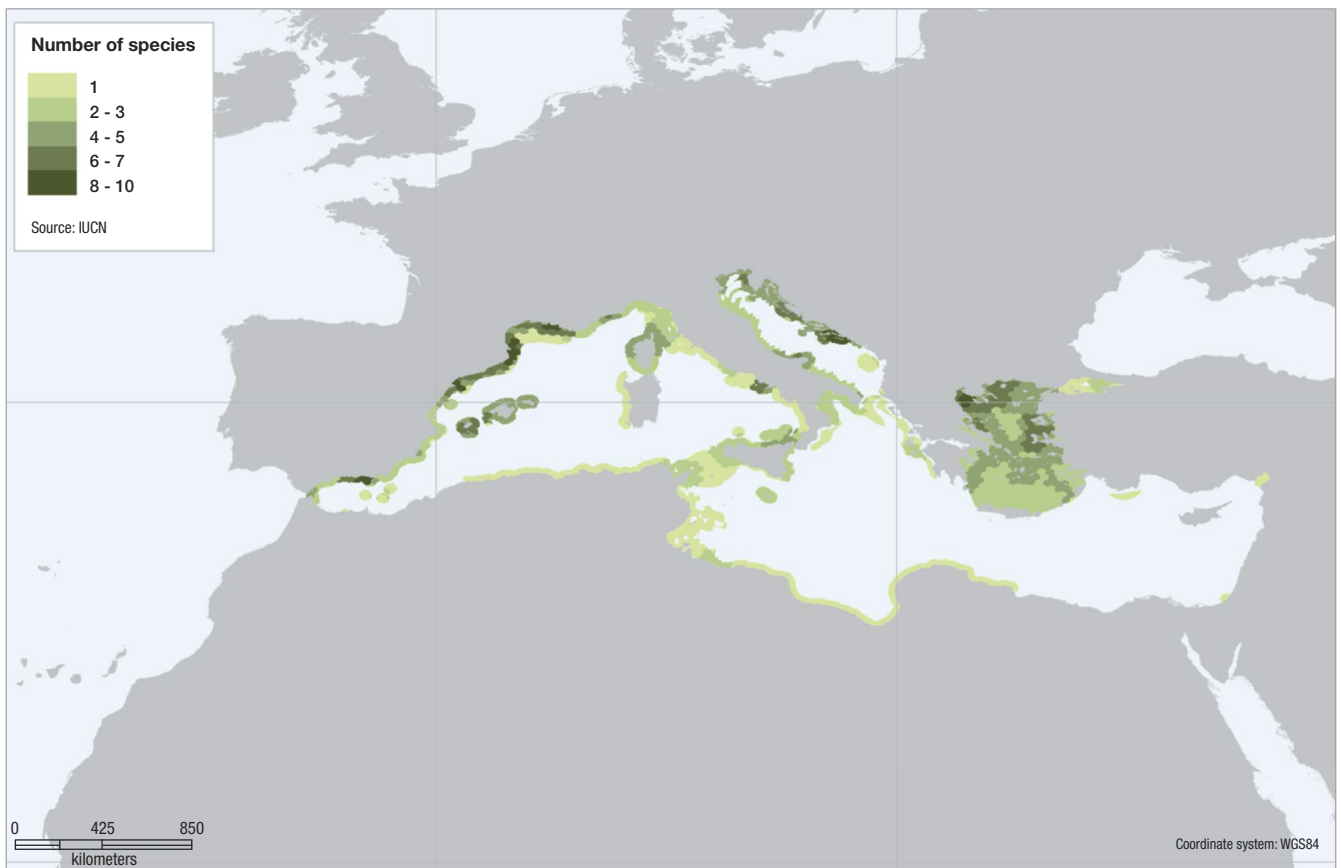 Number of species
1
2 - 3
4 - 5
6 - 7
8 - 10
Source: IUCN
0 425 850
kilometers
Coordinate system: WGS84